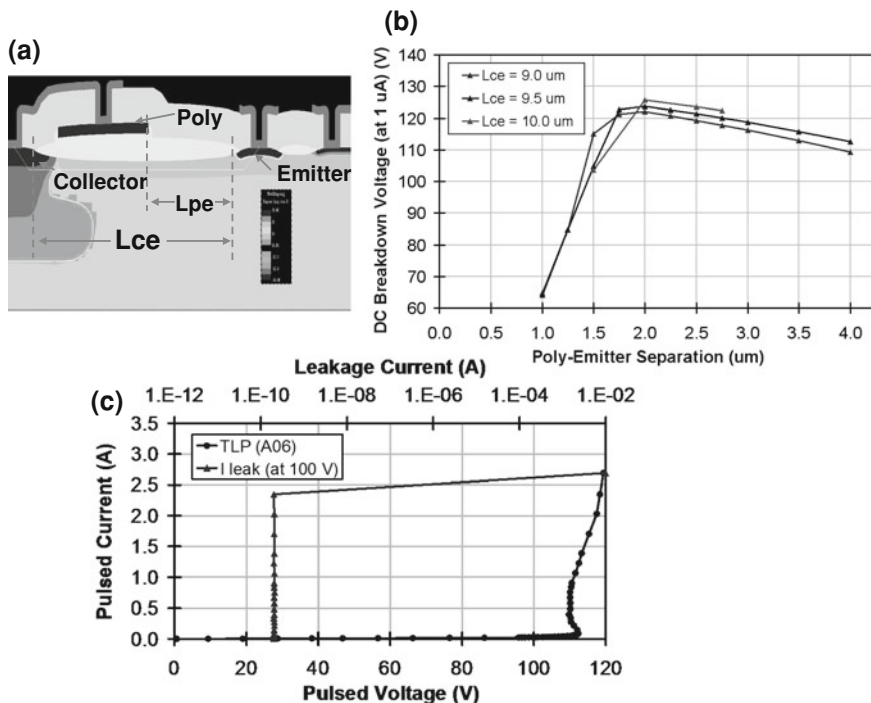 (a)
Poly
Collector
Emitter
Lpe
Lce
(b)
DC Breakdown Voltage (at 1 uA) (V)
140
130
120
110
100
90
80
70
60
Lce = 9.0 um
Lce = 9.5 um
Lce = 10.0 um
0.0 0.5 1.0 1.5 2.0 2.5 3.0 3.5 4.0
Poly-Emitter Separation (um)
Leakage Current (A)
1.E-12 1.E-10 1.E-08 1.E-06 1.E-04 1.E-02
(c)
Pulsed Current (A)
3.5
3.0
2.5
2.0
1.5
1.0
0.5
0.0
TLP (A06)
I leak (at 100 V)
0 20 40 60 80 100 120
Pulsed Voltage (V)